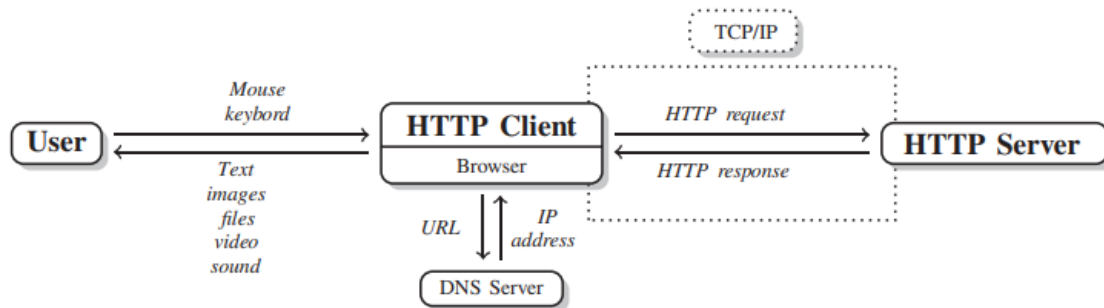 TCP/IP
Mouse
keybord
User
HTTP Client
Browser
HTTP request
HTTP response
HTTP Server
Text
images
files
video
sound
URL
IP
address
DNS Server